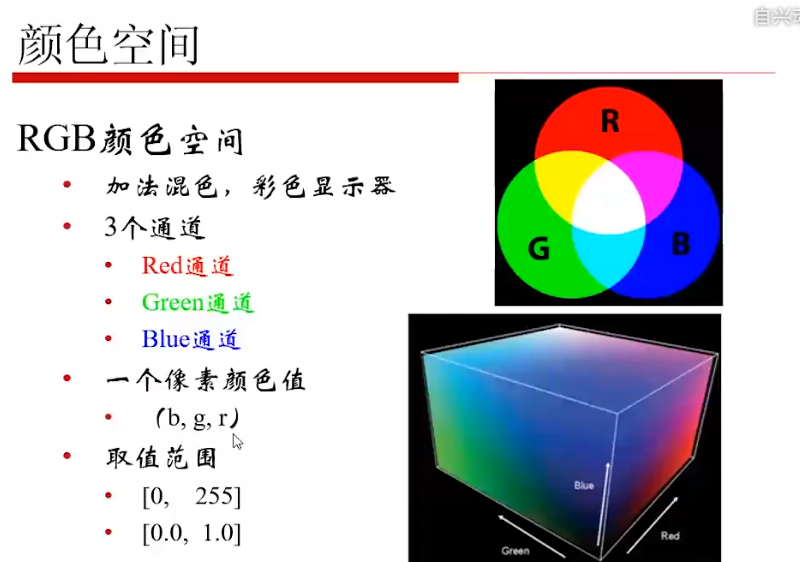 自兴
颜色空间
RGB颜色空间
• 加法混色，彩色显示器
• 3个通道
• Red通道
• Green通道
• Blue通道
• 一个像素颜色值
• （b, g, r）
• 取值范围
• [0, 255]
• [0.0, 1.0]
R
G
B
Blue
Green
Red